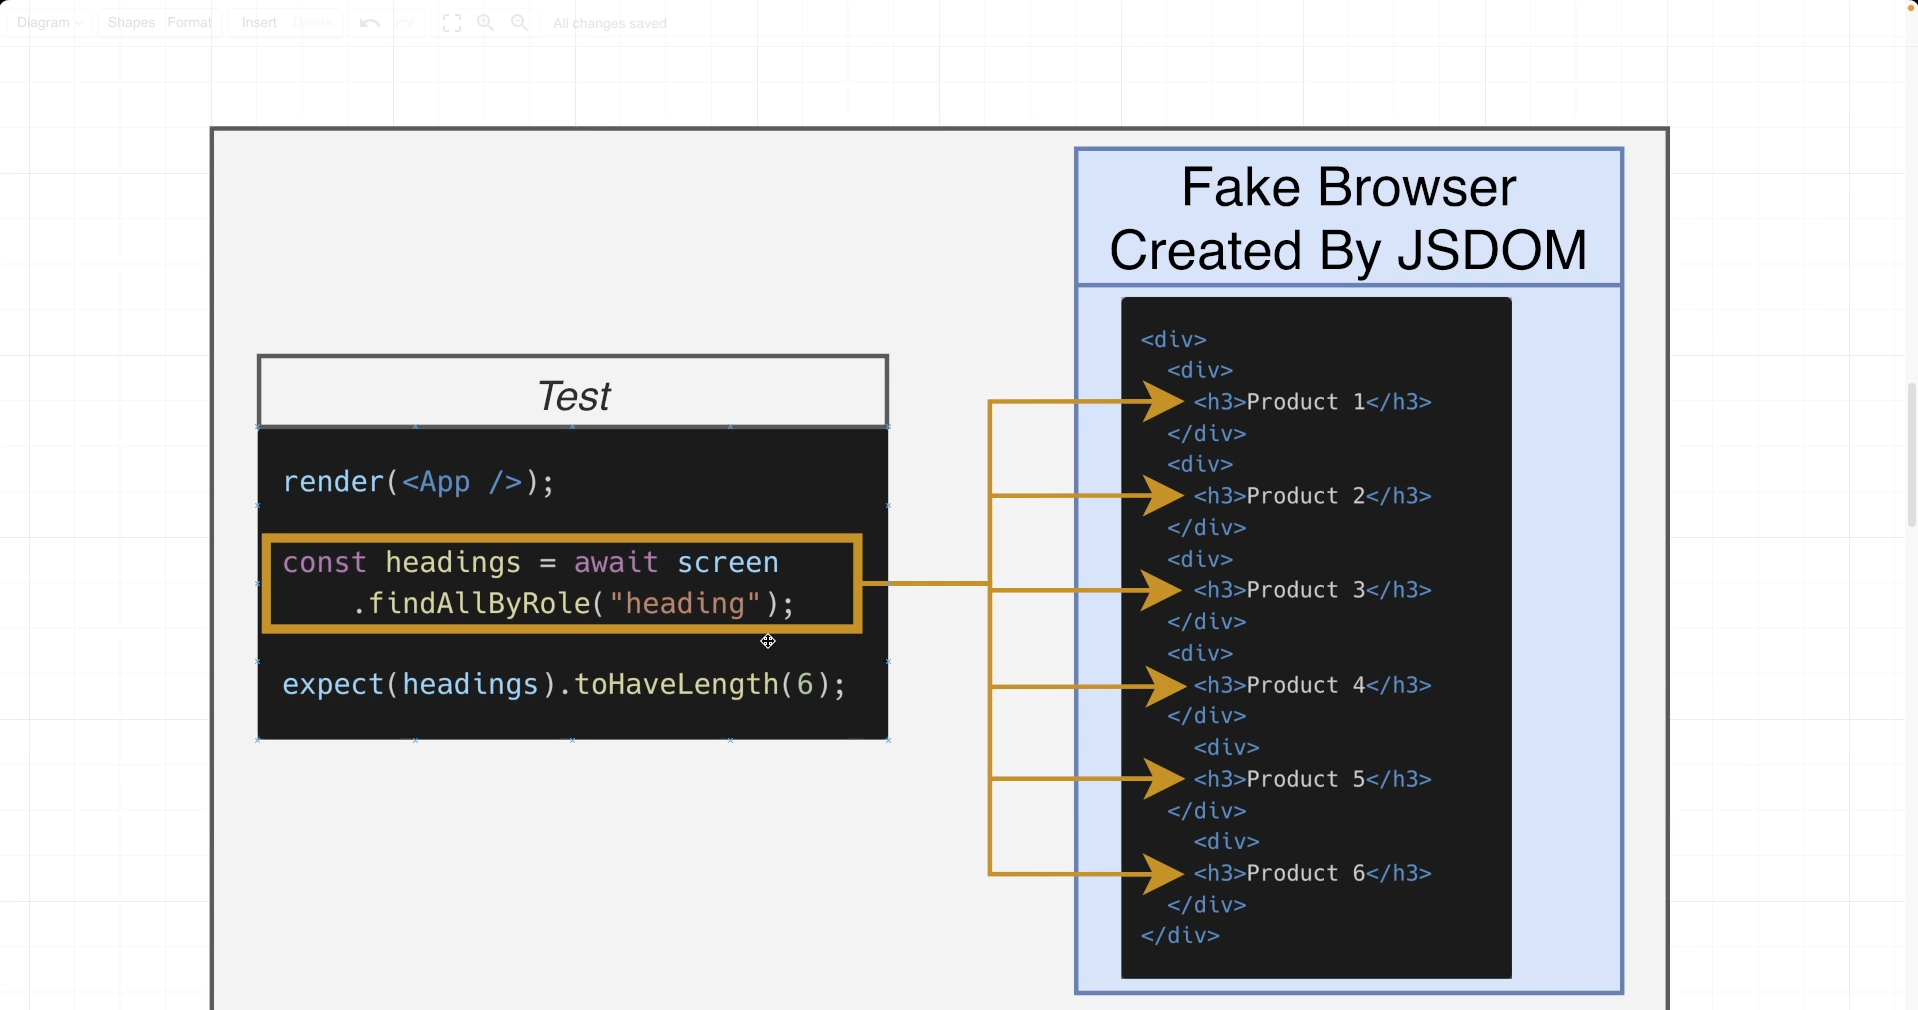 Diagram
Shapes
Format
Insert
Delete
All changes saved
Fake Browser
Created By JSDOM
Test
render(<App />);
const headings = await screen
.findAllByRole("heading");
expect(headings).toHaveLength(6);
<div>
<div>
<h3>Product 1</h3>
</div>
<div>
<h3>Product 2</h3>
</div>
<div>
<h3>Product 3</h3>
</div>
<div>
<h3>Product 4</h3>
</div>
<div>
<h3>Product 5</h3>
</div>
<div>
<h3>Product 6</h3>
</div>
</div>